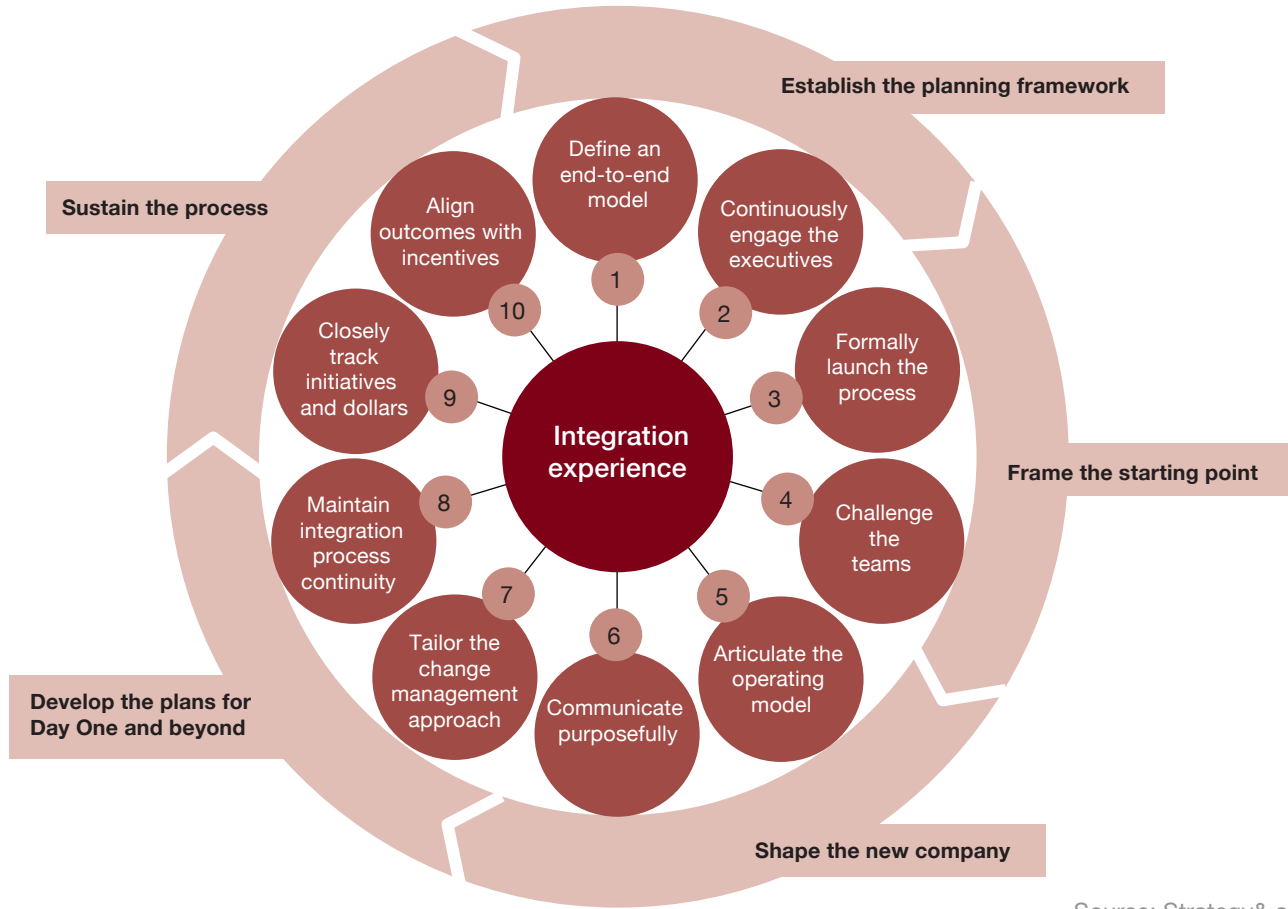 Establish the planning framework
Define an
end-to-end
model
1
Continuously
engage the
executives
2
Formally
launch the
process
3
Frame the starting point
Challenge
the
teams
4
Articulate the
operating
model
5
Shape the new company
Communicate
purposefully
6
Tailor the
change
management
approach
7
Develop the plans for
Day One and beyond
Maintain
integration
process
continuity
8
Closely
track
initiatives
and dollars
9
Sustain the process
Align
outcomes with
incentives
10
Integration
experience
Source: Strategy&